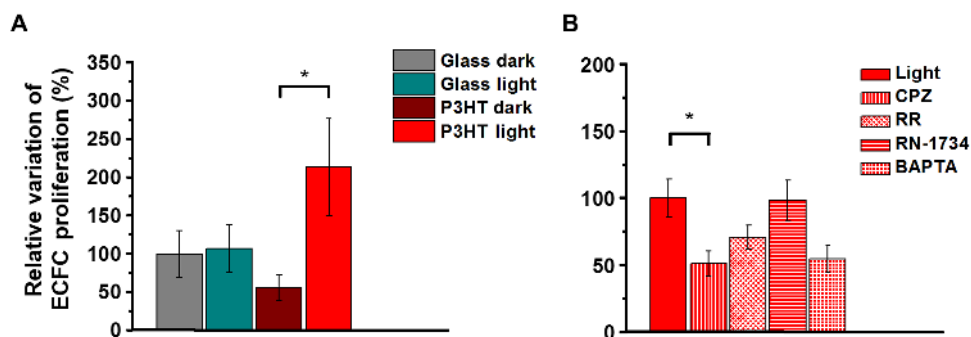 A
Relative variation of
ECFC proliferation (%)
350
300
250
200
150
100
50
0
*
Glass dark
Glass light
P3HT dark
P3HT light
B
200
150
100
50
0
*
Light
CPZ
RR
RN-1734
BAPTA